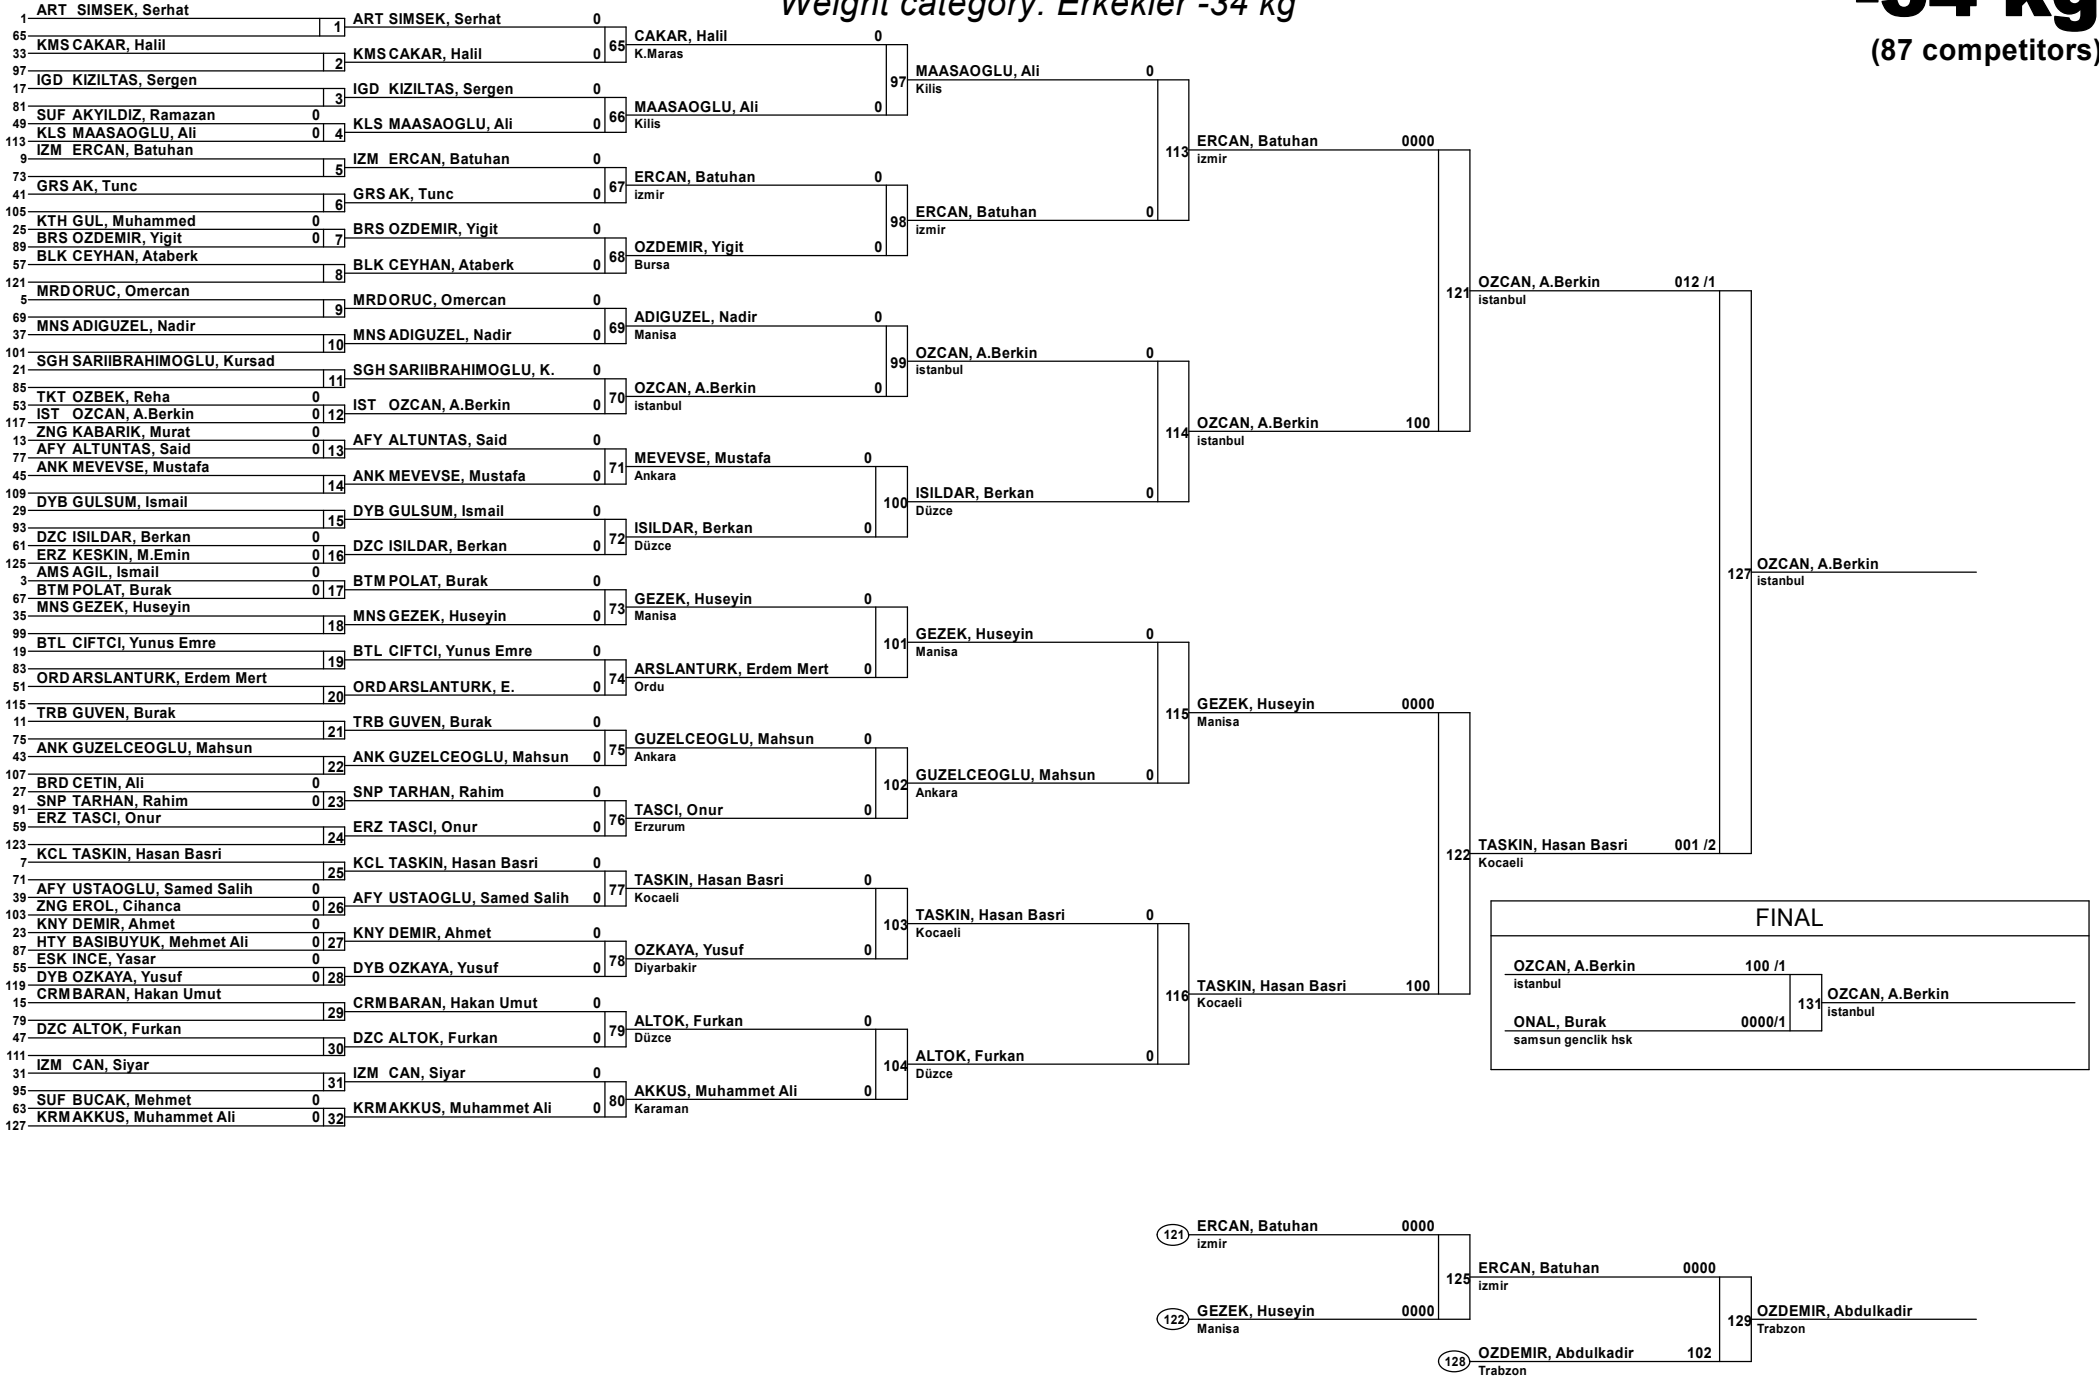 Weight category: Erkekler -34 kg
-34 kg
(87 competitors)
1 ART SIMSEK, Serhat
65
1
33 KMS CAKAR, Halil
97
2
17 IGD KIZILTAS, Sergen
81
3
49 SUF AKYILDIZ, Ramazan 0
113 KLS MAASAOGLU, Ali 0 4
9 IZM ERCAN, Batuhan
73
5
41 GRS AK, Tunc
105
6
25 KTH GUL, Muhammed 0
89 BRS OZDEMIR, Yigit 0 7
57 BLK CEYHAN, Ataberk
121
8
5 MRD ORUC, Omercan
69
9
37 MNS ADIGUZEL, Nadir
101
10
21 SGH SARIIBRAHIMOGLU, Kursad
85
11
53 TKT OZBEK, Reha 0
117 IST OZCAN, A.Berkin 0 12
13 ZNG KABARIK, Murat 0
77 AFY ALTUNTAS, Said 0 13
45 ANK MEVEVSE, Mustafa
109
14
29 DYB GULSUM, Ismail
93
15
61 DZC ISILDAR, Berkan 0
125 ERZ KESKIN, M.Emin 0 16
3 AMS AGIL, Ismail 0
67 BTM POLAT, Burak 0 17
35 MNS GEZEK, Huseyin
99
18
19 BTL CIFTCI, Yunus Emre
83
19
51 ORD ARSLANTURK, Erdem Mert
115
20
11 TRB GUVEN, Burak
75
21
43 ANK GUZELCEOGLU, Mahsun
107
22
27 BRD CETIN, Ali 0
91 SNP TARHAN, Rahim 0 23
59 ERZ TASCI, Onur
123
24
7 KCL TASKIN, Hasan Basri
71
25
39 AFY USTAOGLU, Samed Salih 0
103 ZNG EROL, Cihanca 0 26
23 KNY DEMIR, Ahmet 0
87 HTY BASIBUYUK, Mehmet Ali 0 27
55 ESK INCE, Yasar 0
119 DYB OZKAYA, Yusuf 0 28
15 CRM BARAN, Hakan Umut
79
29
47 DZC ALTOK, Furkan
111
30
31 IZM CAN, Siyar
95
31
63 SUF BUCAK, Mehmet 0
127 KRM AKKUS, Muhammet Ali 0 32
ART SIMSEK, Serhat 0
KMS CAKAR, Halil 0 65
IGD KIZILTAS, Sergen 0
KLS MAASAOGLU, Ali 0 66
IZM ERCAN, Batuhan 0
GRS AK, Tunc 0 67
BRS OZDEMIR, Yigit 0
BLK CEYHAN, Ataberk 0 68
MRD ORUC, Omercan 0
MNS ADIGUZEL, Nadir 0 69
SGH SARIIBRAHIMOGLU, K. 0
IST OZCAN, A.Berkin 0 70
AFY ALTUNTAS, Said 0
ANK MEVEVSE, Mustafa 0 71
DYB GULSUM, Ismail 0
DZC ISILDAR, Berkan 0 72
BTM POLAT, Burak 0
MNS GEZEK, Huseyin 0 73
BTL CIFTCI, Yunus Emre 0
ORD ARSLANTURK, E. 0 74
TRB GUVEN, Burak 0
ANK GUZELCEOGLU, Mahsun 0 75
SNP TARHAN, Rahim 0
ERZ TASCI, Onur 0 76
KCL TASKIN, Hasan Basri 0
AFY USTAOGLU, Samed Salih 0 77
KNY DEMIR, Ahmet 0
DYB OZKAYA, Yusuf 0 78
CRM BARAN, Hakan Umut 0
DZC ALTOK, Furkan 0 79
IZM CAN, Siyar 0
KRM AKKUS, Muhammet Ali 0 80
CAKAR, Halil 0
K.Maras
97
MAASAOGLU, Ali 0
Kilis
ERCAN, Batuhan 0
izmir
98
OZDEMIR, Yigit 0
Bursa
ADIGUZEL, Nadir 0
Manisa
99
OZCAN, A.Berkin 0
istanbul
MEVEVSE, Mustafa 0
Ankara
100
ISILDAR, Berkan 0
Düzce
GEZEK, Huseyin 0
Manisa
101
ARSLANTURK, Erdem Mert 0
Ordu
GUZELCEOGLU, Mahsun 0
Ankara
102
TASCI, Onur 0
Erzurum
TASKIN, Hasan Basri 0
Kocaeli
103
OZKAYA, Yusuf 0
Diyarbakir
ALTOK, Furkan 0
Düzce
104
AKKUS, Muhammet Ali 0
Karaman
MAASAOGLU, Ali 0
Kilis
113
ERCAN, Batuhan 0
izmir
OZCAN, A.Berkin 0
istanbul
114
ISILDAR, Berkan 0
Düzce
GEZEK, Huseyin 0
Manisa
115
GUZELCEOGLU, Mahsun 0
Ankara
TASKIN, Hasan Basri 0
Kocaeli
116
ALTOK, Furkan 0
Düzce
ERCAN, Batuhan 0000
izmir
121
OZCAN, A.Berkin 100
istanbul
GEZEK, Huseyin 0000
Manisa
122
TASKIN, Hasan Basri 100
Kocaeli
OZCAN, A.Berkin 012 /1
istanbul
127
TASKIN, Hasan Basri 001 /2
Kocaeli
OZCAN, A.Berkin
istanbul
FINAL
OZCAN, A.Berkin 100 /1
istanbul
131 OZCAN, A.Berkin
istanbul
ONAL, Burak 0000/1
samsun genclik hsk
121 ERCAN, Batuhan 0000
izmir
125
122 GEZEK, Huseyin 0000
Manisa
ERCAN, Batuhan 0000
izmir
129
128 OZDEMIR, Abdulkadir 102
Trabzon
OZDEMIR, Abdulkadir
Trabzon